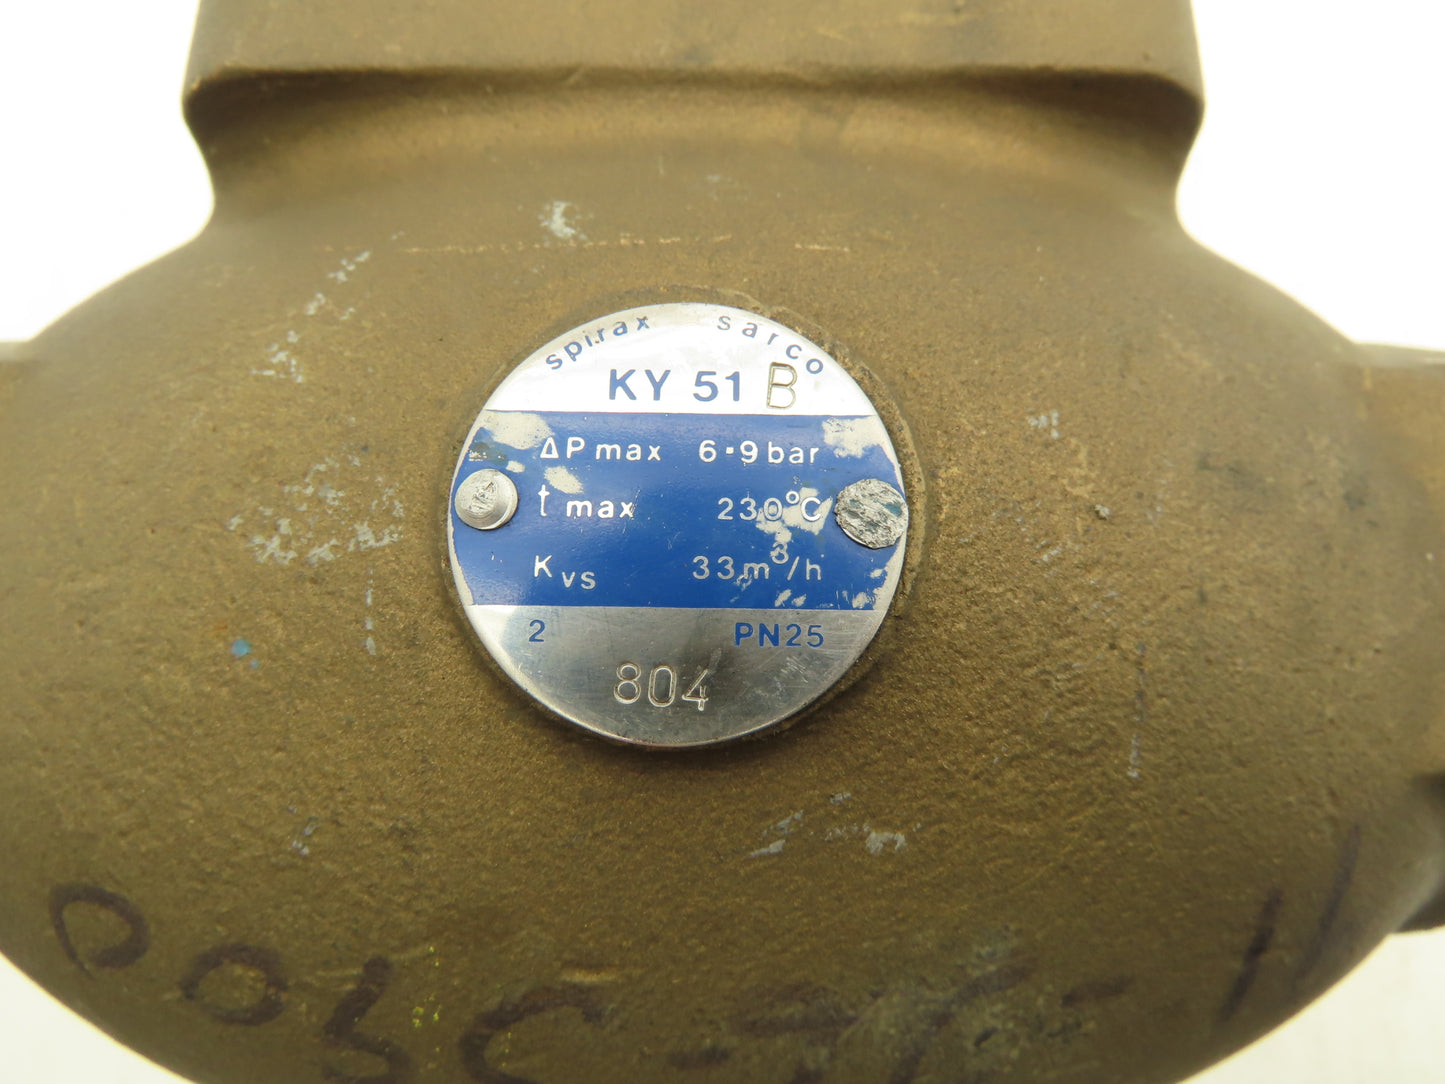 spirax sarco
KY 51 B
ΔP max 6·9 bar
t max 230°C
Kvs 33m³/h
2 PN25
804